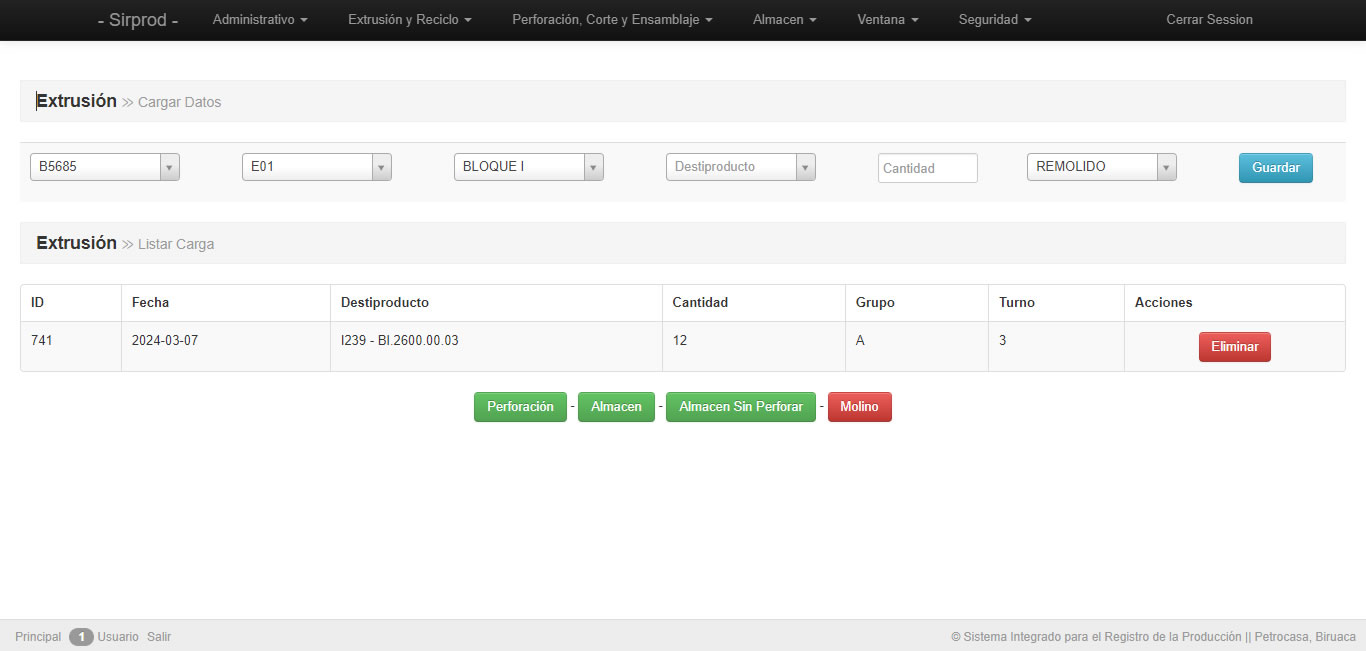 - Sirprod - Administrativo Extrusión y Reciclo Perforación, Corte y Ensamblaje Almacen Ventana Seguridad Cerrar Session
Extrusión » Cargar Datos
B5685 E01 BLOQUE I Destiproducto Cantidad REMOLIDO Guardar
Extrusión » Listar Carga
ID Fecha Destiproducto Cantidad Grupo Turno Acciones
741 2024-03-07 I239 - BI.2600.00.03 12 A 3 Eliminar
Perforación - Almacen - Almacen Sin Perforar - Molino
Principal 1 Usuario Salir © Sistema Integrado para el Registro de la Producción || Petrocasa, Biruaca